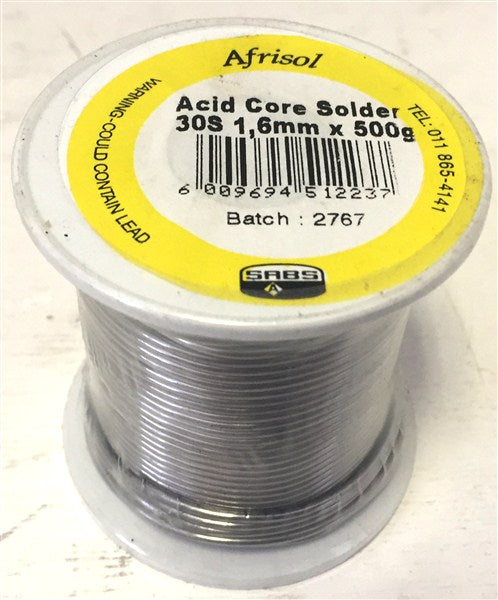 Afrisol
Acid Core Solder
30S 1,6mm x 500g
6 009694 512237
Batch : 2767
SABS
WARNING-COULD CONTAIN LEAD
TEL: 011 865-4141